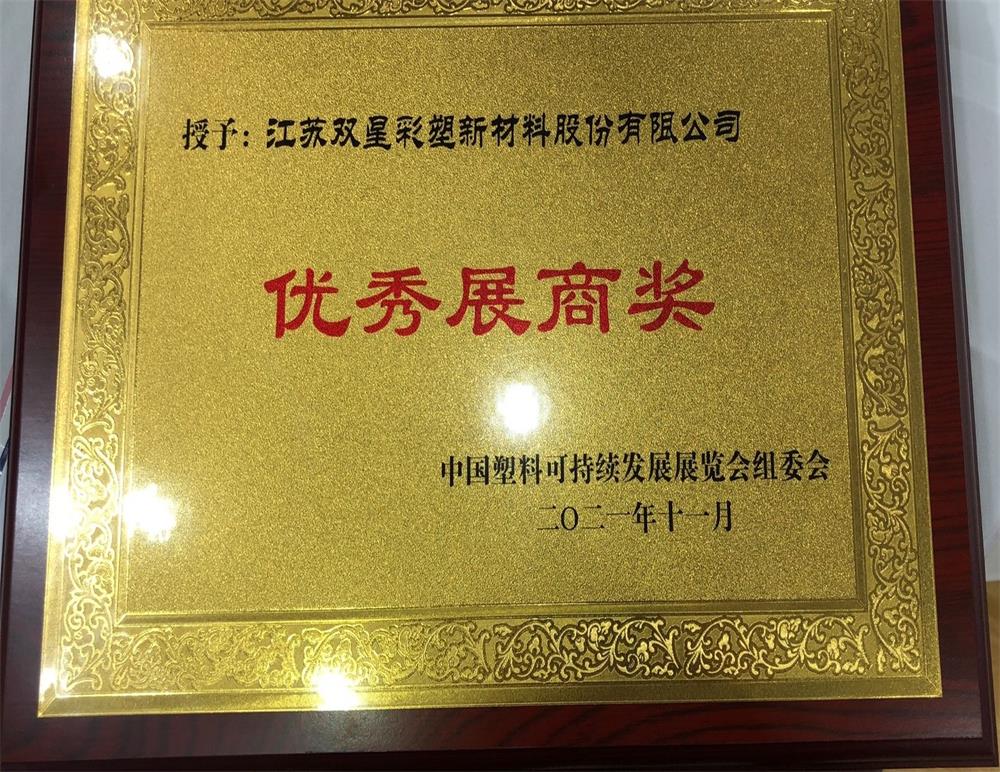 授予：江苏双星彩塑新材料股份有限公司
优秀展商奖
中国塑料可持续发展展览会组委会
二〇二一年十一月